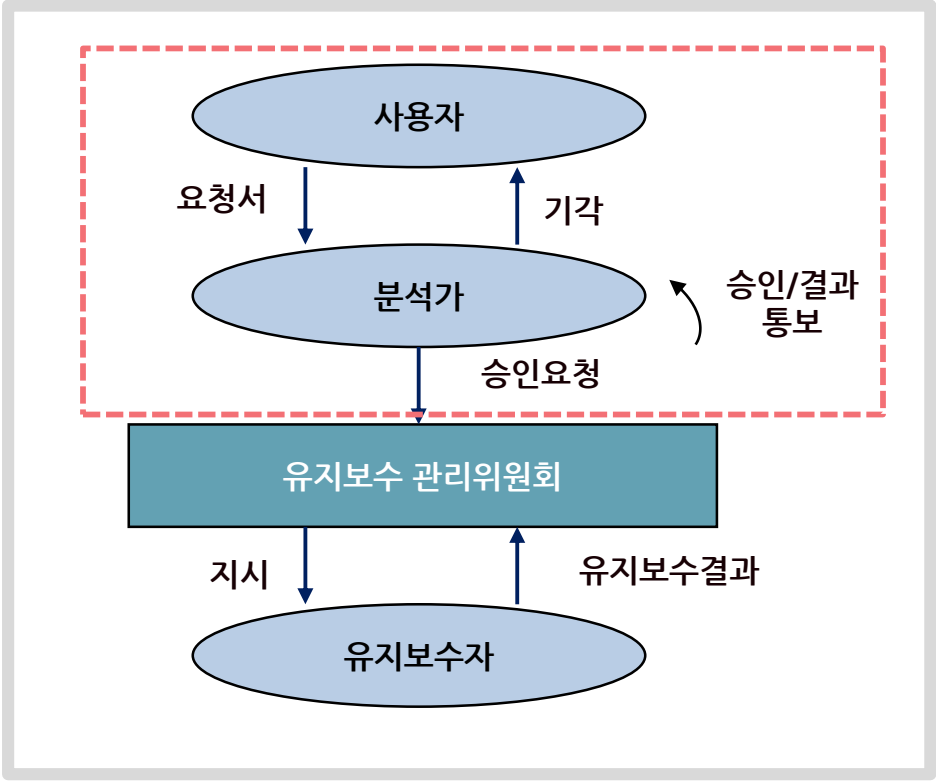 사용자
요청서
기각
분석가
승인/결과
통보
승인요청
유지보수 관리위원회
지시
유지보수결과
유지보수자